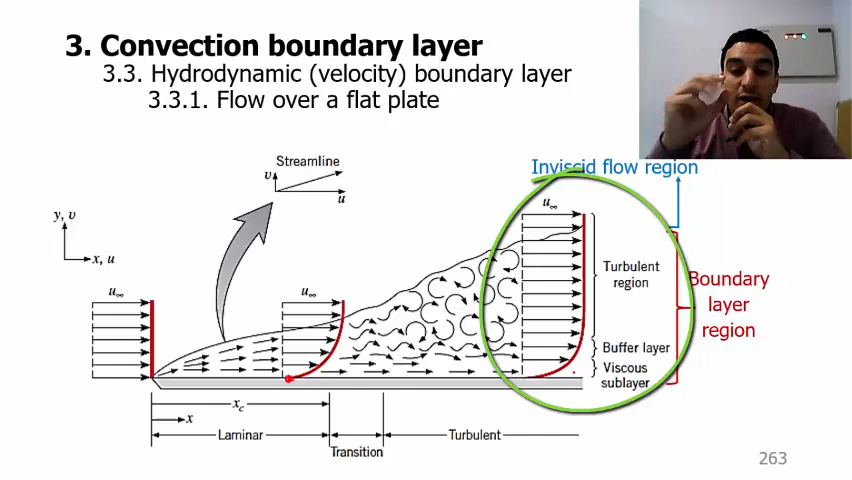 3. Convection boundary layer
3.3. Hydrodynamic (velocity) boundary layer
3.3.1. Flow over a flat plate
Streamline
v
u
Inviscid flow region
y, v
x, u
u∞
u∞
u∞
Turbulent
region
Boundary
layer
region
Buffer layer
Viscous
sublayer
xc
x
Laminar
Transition
Turbulent
263